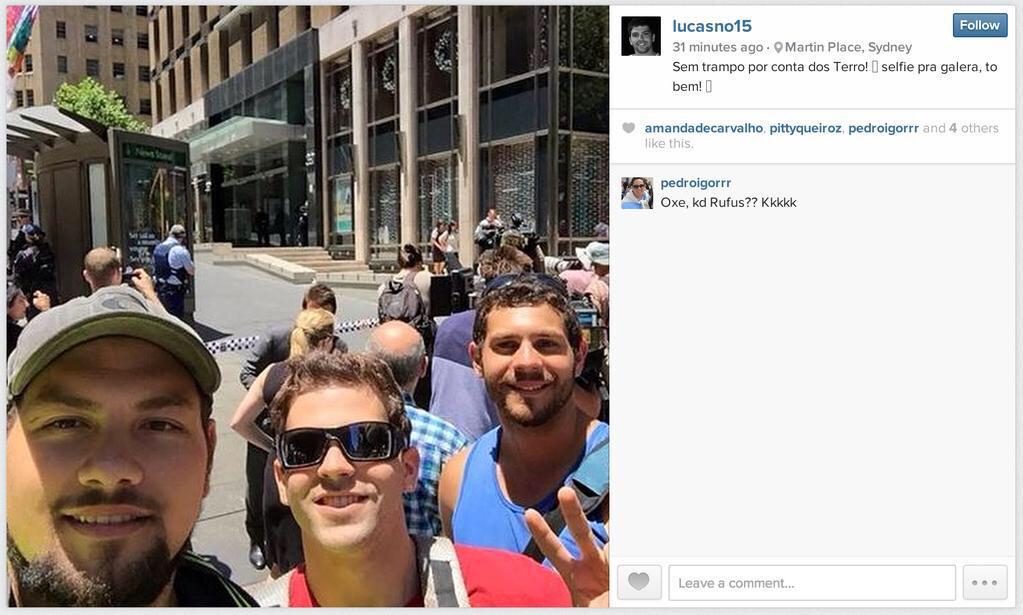 News Stand
lucasno15
Follow
31 minutes ago · Martin Place, Sydney
Sem trampo por conta dos Terro! selfie pra galera, to
bem!
amandadecarvalho, pittyqueiroz, pedroigorrr and 4 others
like this.
pedroigorrr
Oxe, kd Rufus?? Kkkkk
Leave a comment...